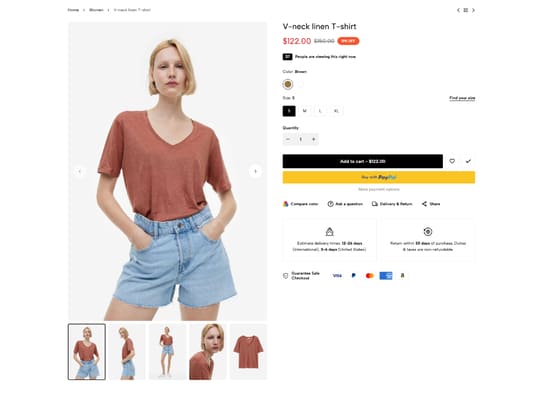 Home > Women > V-neck linen T-shirt
V-neck linen T-shirt
$122.00 $150.00
People are viewing this right now
Color: Brown
Size: S
Find your size
S M L XL
Quantity
− 1 +
Add to cart - $122.00
Buy with PayPal
More payment options
Compare color
Ask a question
Delivery & Return
Share
Estimate delivery times: 12-26 days
(International), 3-6 days (United States)
Return within 30 days of purchase. Duties
& taxes are non-refundable.
Guarantee Safe
Checkout
VISA